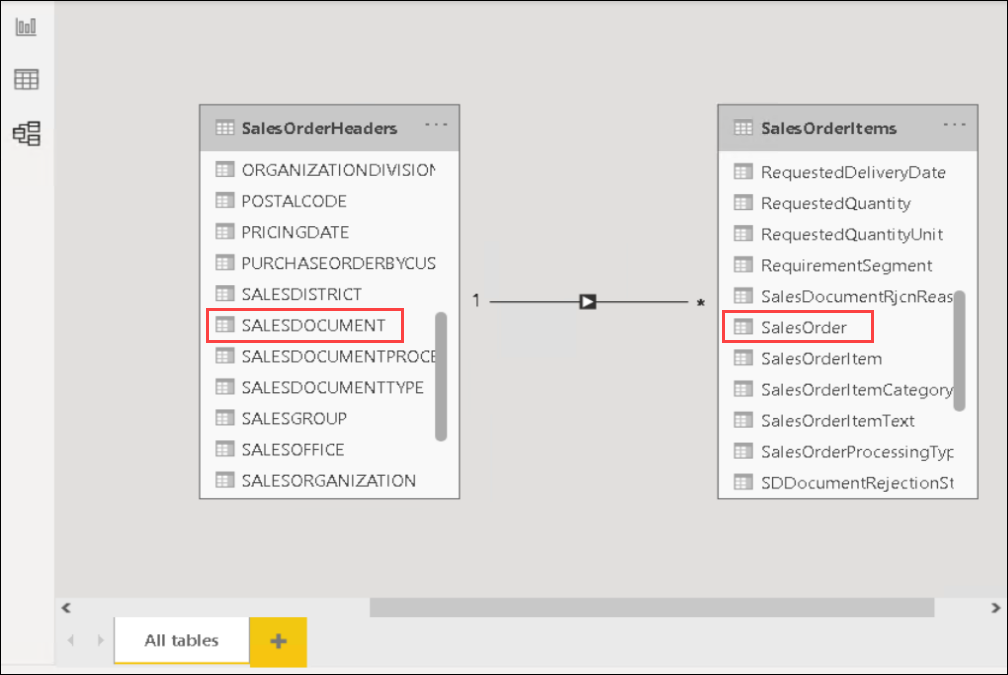 SalesOrderHeaders ...
ORGANIZATIONDIVISION
POSTALCODE
PRICINGDATE
PURCHASEORDERBYCUS
SALESDISTRICT
SALESDOCUMENT
SALESDOCUMENTPROCE
SALESDOCUMENTTYPE
SALESGROUP
SALESOFFICE
SALESORGANIZATION
1 *
SalesOrderItems ...
RequestedDeliveryDate
RequestedQuantity
RequestedQuantityUnit
RequirementSegment
SalesDocumentRjcnReas
SalesOrder
SalesOrderItem
SalesOrderItemCategory
SalesOrderItemText
SalesOrderProcessingTyp
SDDocumentRejectionSt
All tables +